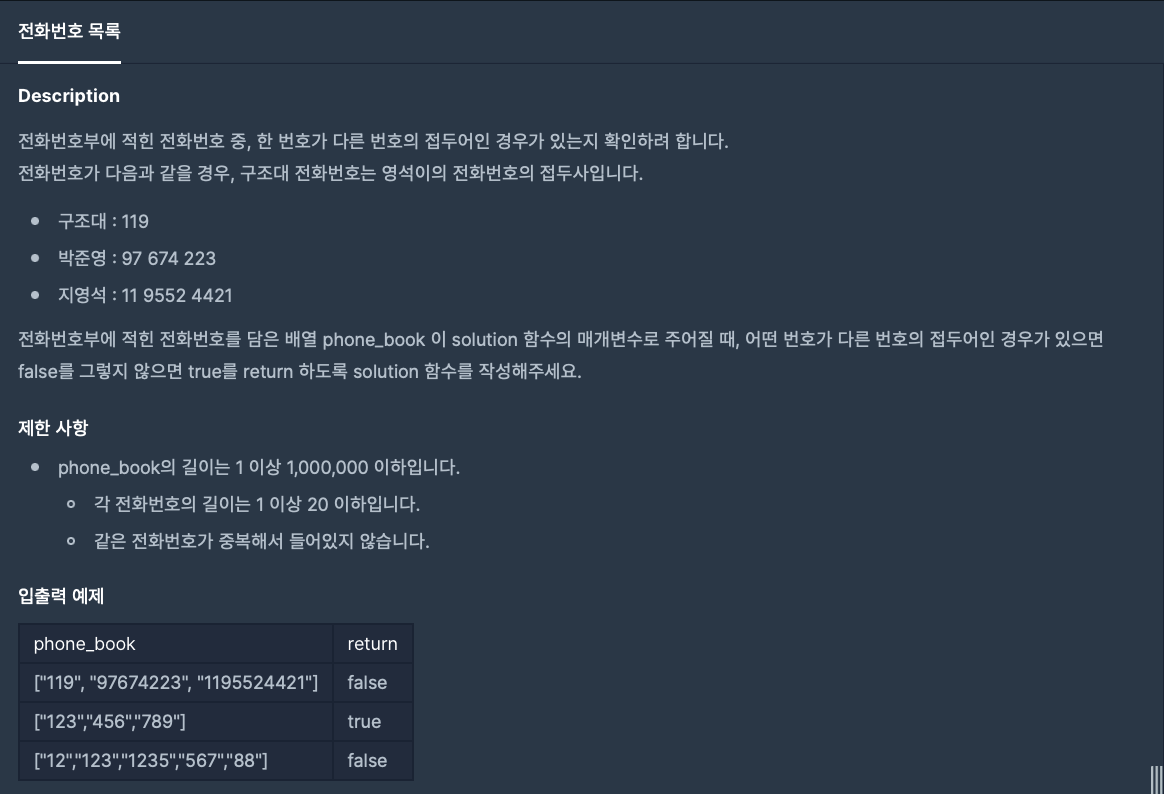 전화번호 목록
Description
전화번호부에 적힌 전화번호 중, 한 번호가 다른 번호의 접두어인 경우가 있는지 확인하려 합니다.
전화번호가 다음과 같을 경우, 구조대 전화번호는 영석이의 전화번호의 접두사입니다.
구조대 : 119
박준영 : 97 674 223
지영석 : 11 9552 4421
전화번호부에 적힌 전화번호를 담은 배열 phone_book 이 solution 함수의 매개변수로 주어질 때, 어떤 번호가 다른 번호의 접두어인 경우가 있으면
false를 그렇지 않으면 true를 return 하도록 solution 함수를 작성해주세요.
제한 사항
phone_book의 길이는 1 이상 1,000,000 이하입니다.
각 전화번호의 길이는 1 이상 20 이하입니다.
같은 전화번호가 중복해서 들어있지 않습니다.
입출력 예제
phone_book return
["119", "97674223", "1195524421"] false
["123","456","789"] true
["12","123","1235","567","88"] false